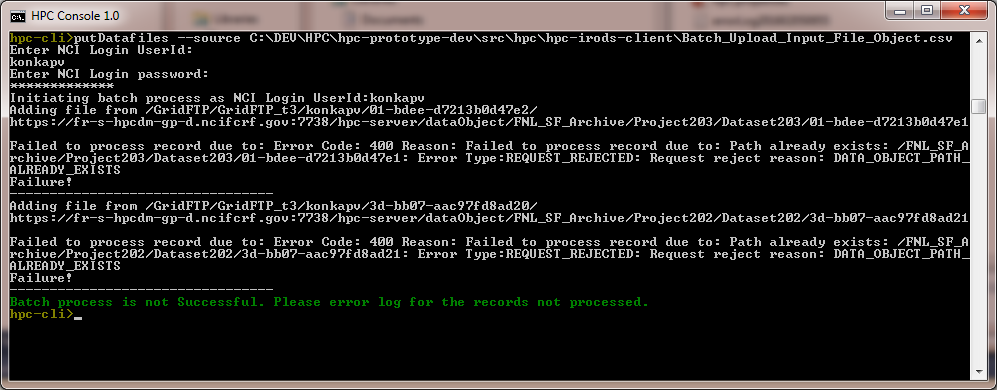 HPC Console 1.0
Libraries
Documents
hpc-cli>putDatafiles --source C:\DEV\HPC\hpc-prototype-dev\src\hpc\hpc-irods-client\Batch_Upload_Input_File_Object.csv
Enter NCI Login UserId:
konkapv
Enter NCI Login password:
*************
Initiating batch process as NCI Login UserId:konkapv
Adding file from /GridFTP/GridFTP_t3/konkapv/01-bdee-d7213b0d47e2/
https://fr-s-hpcdm-gp-d.ncifcrf.gov:7738/hpc-server/dataObject/FNL_SF_Archive/Project203/Dataset203/01-bdee-d7213b0d47e1
Failed to process record due to: Error Code: 400 Reason: Failed to process record due to: Path already exists: /FNL_SF_A
rchive/Project203/Dataset203/01-bdee-d7213b0d47e1: Error Type:REQUEST_REJECTED: Request reject reason: DATA_OBJECT_PATH_
ALREADY_EXISTS
Failure!
---------------------------------
Adding file from /GridFTP/GridFTP_t3/konkapv/3d-bb07-aac97fd8ad20/
https://fr-s-hpcdm-gp-d.ncifcrf.gov:7738/hpc-server/dataObject/FNL_SF_Archive/Project202/Dataset202/3d-bb07-aac97fd8ad21
Failed to process record due to: Error Code: 400 Reason: Failed to process record due to: Path already exists: /FNL_SF_A
rchive/Project202/Dataset202/3d-bb07-aac97fd8ad21: Error Type:REQUEST_REJECTED: Request reject reason: DATA_OBJECT_PATH_
ALREADY_EXISTS
Failure!
---------------------------------
Batch process is not Successful. Please error log for the records not processed.
hpc-cli>_